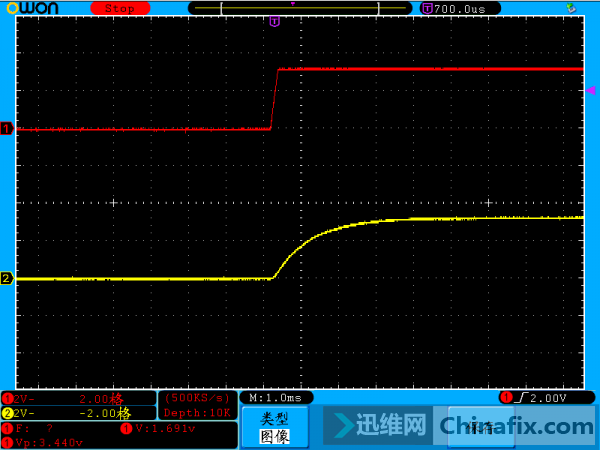 OWON Stop T 700.0us
T
1
2
1 2V- 2.00格 (500KS/s) M:1.0ms 1 2.00V
2 2V- -2.00格 Depth:10K
1 F: ? 1 V:1.691v
1 Vp:3.440v
类型
图像
迅维网 Chinafix.com